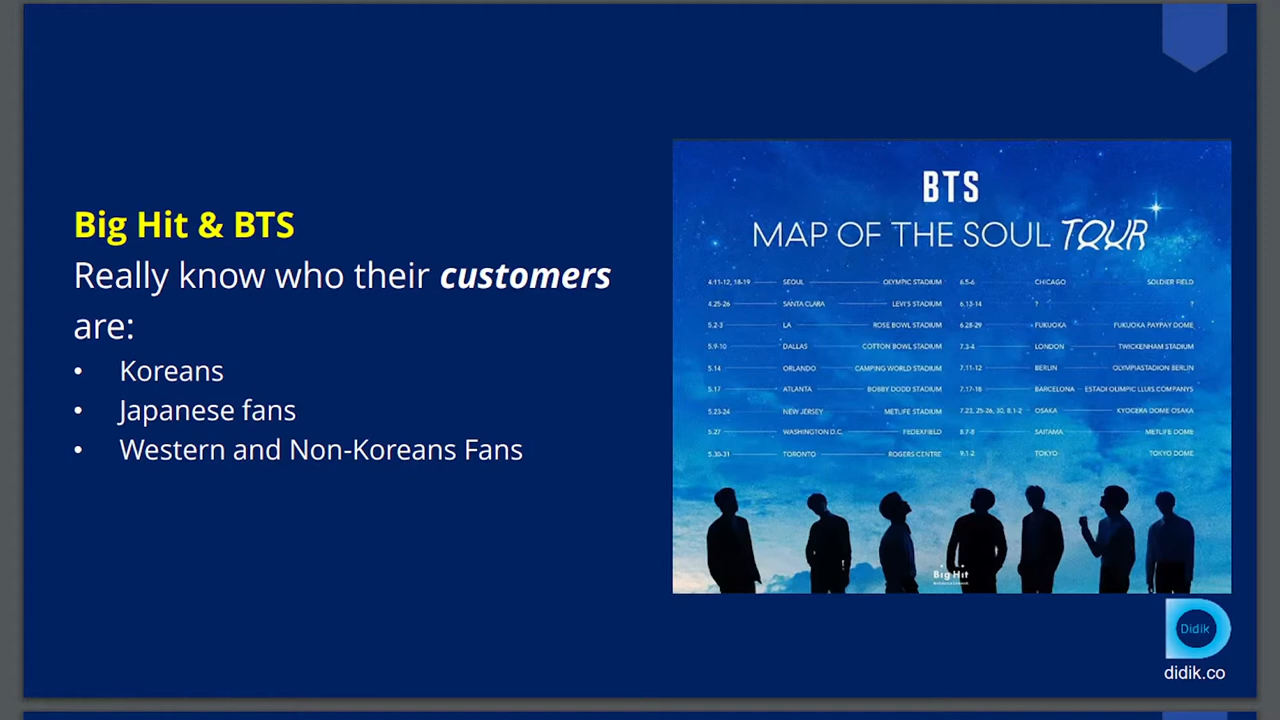 Big Hit & BTS
Really know who their customers
are:
• Koreans
• Japanese fans
• Western and Non-Koreans Fans
BTS
MAP OF THE SOUL TOUR
4.11-12, 18-19 SEOUL OLYMPIC STADIUM
4.25-26 SANTA CLARA LEVI'S STADIUM
5.2-3 LA ROSE BOWL STADIUM
5.9-10 DALLAS COTTON BOWL STADIUM
5.14 ORLANDO CAMPING WORLD STADIUM
5.17 ATLANTA BOBBY DODD STADIUM
5.23-24 NEW JERSEY METLIFE STADIUM
5.27 WASHINGTON D.C. FEDEXFIELD
5.30-31 TORONTO ROGERS CENTRE
6.5-6 CHICAGO SOLDIER FIELD
6.13-14 ? ?
6.28-29 FUKUOKA FUKUOKA PAYPAY DOME
7.3-4 LONDON TWICKENHAM STADIUM
7.11-12 BERLIN OLYMPIASTADION BERLIN
7.17-18 BARCELONA ESTADI OLIMPIC LLUIS COMPANYS
7.23, 25-26, 30, 8.1-2 OSAKA KYOCERA DOME OSAKA
8.7-8 SAITAMA METLIFE DOME
9.1-2 TOKYO TOKYO DOME
Big Hit
Didik
didik.co